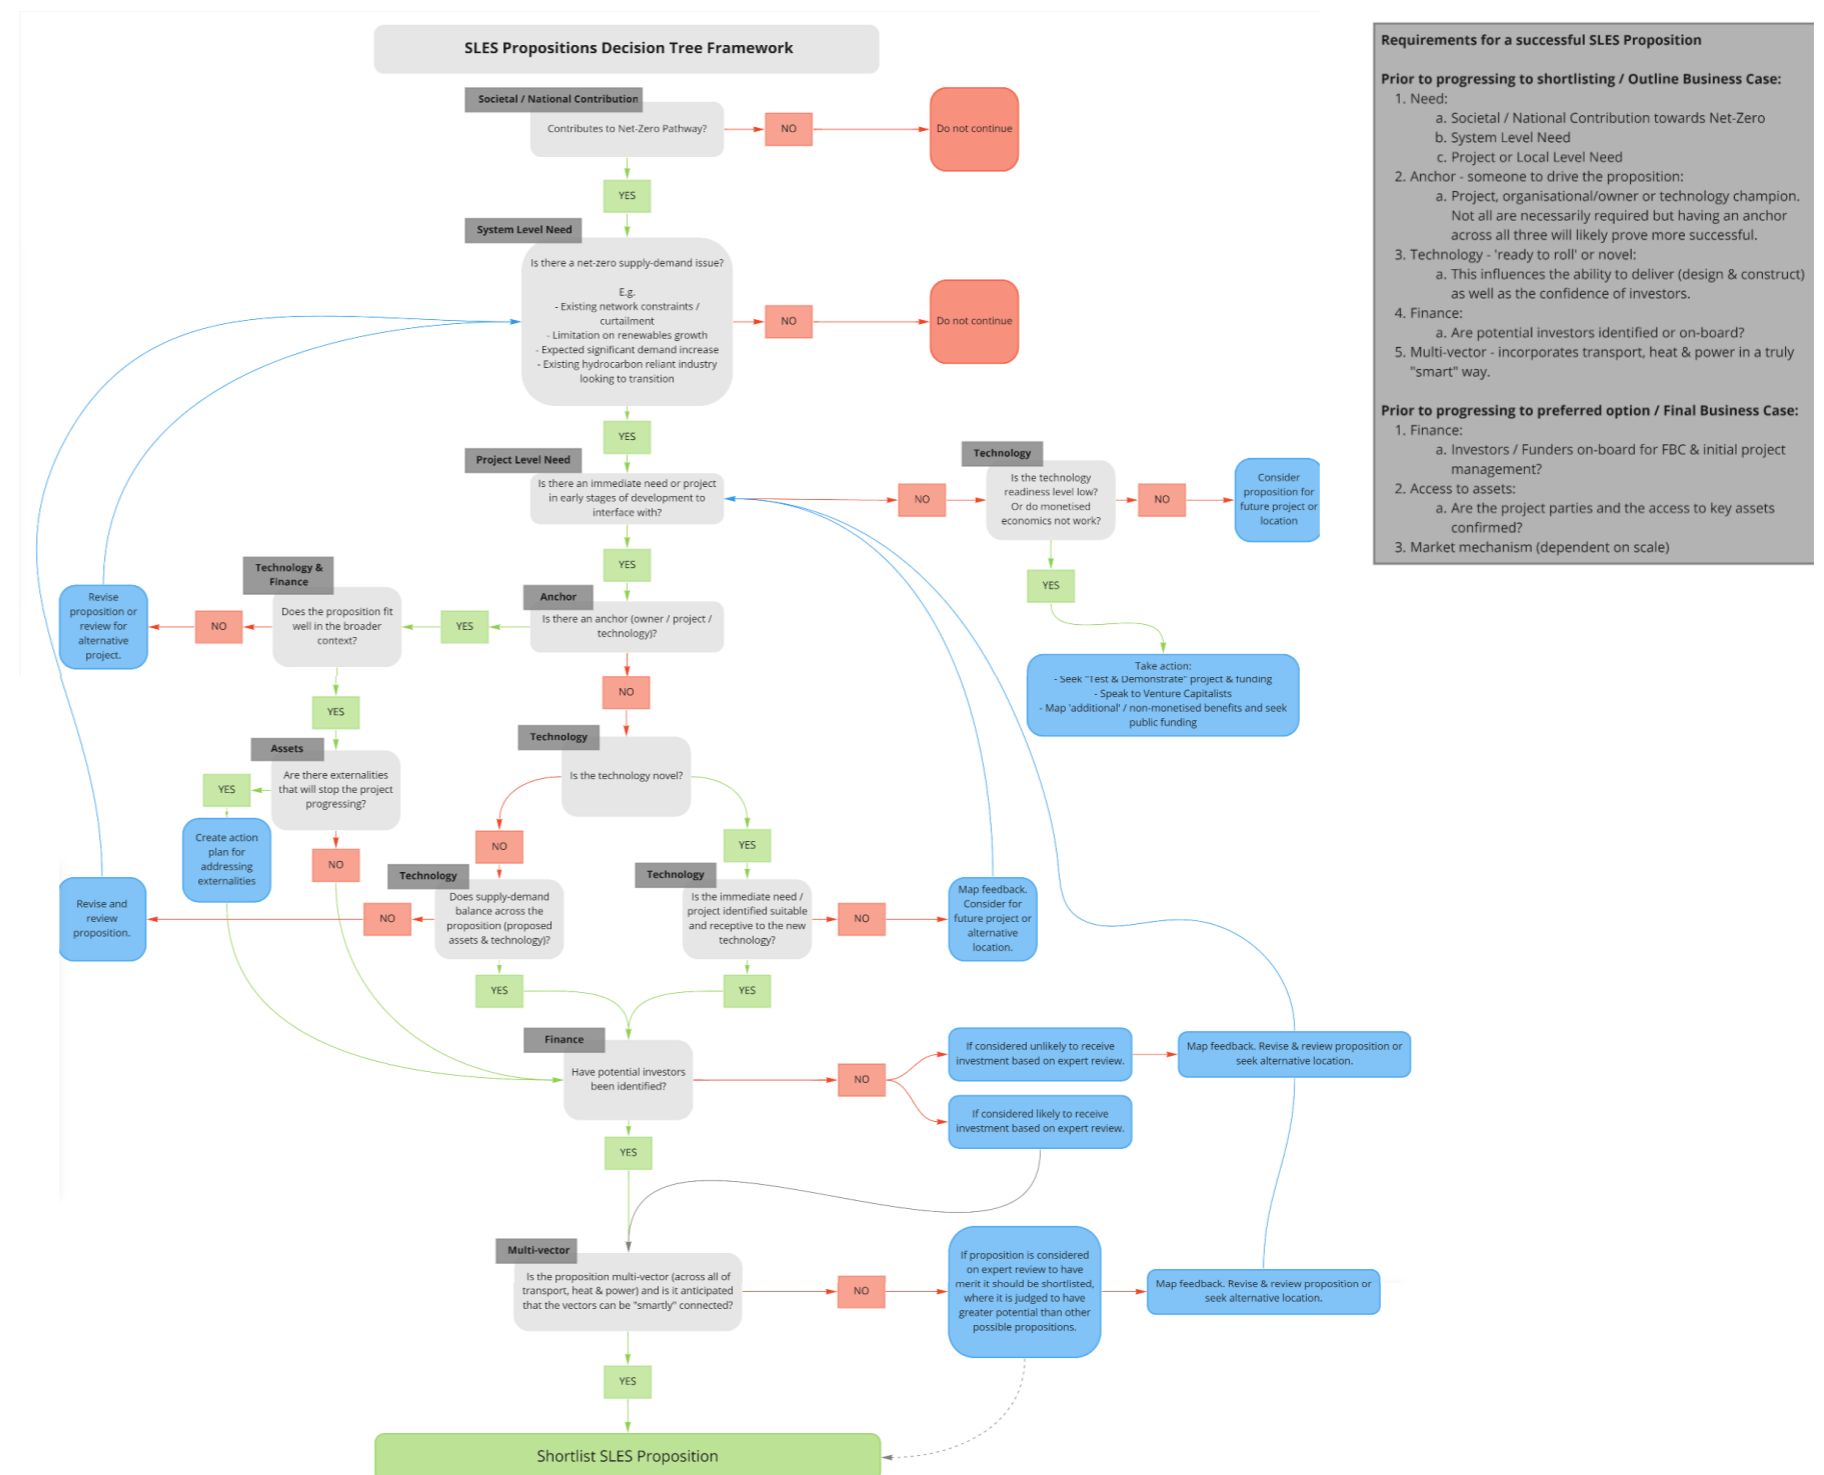 SLES Propositions Decision Tree Framework
Societal / National Contribution
Contributes to Net-Zero Pathway?
NO
Do not continue
YES
System Level Need
Is there a net-zero supply-demand issue?
E.g.
- Existing network constraints /
curtailment
- Limitation on renewables growth
- Expected significant demand increase
- Existing hydrocarbon reliant industry
looking to transition
NO
Do not continue
YES
Project Level Need
Is there an immediate need or project
in early stages of development to
interface with?
NO
Technology
Is the technology
readiness level low?
Or do monetised
economics not work?
NO
Consider
proposition for
future project or
location
YES
Take action:
- Seek "Test & Demonstrate" project & funding
- Speak to Venture Capitalists
- Map 'additional' / non-monetised benefits and seek
public funding
YES
Anchor
Is there an anchor (owner / project /
technology)?
YES
Technology &
Finance
Does the proposition fit
well in the broader
context?
NO
Revise
proposition or
review for
alternative
project.
YES
Assets
Are there externalities
that will stop the project
progressing?
YES
Create action
plan for
addressing
externalities
NO
NO
Technology
Is the technology novel?
NO
Technology
Does supply-demand
balance across the
proposition (proposed
assets & technology)?
NO
Revise and
review
proposition.
YES
YES
Technology
Is the immediate need /
project identified suitable
and receptive to the new
technology?
NO
Map feedback.
Consider for
future project or
alternative
location.
YES
Finance
Have potential investors
been identified?
NO
If considered unlikely to receive
investment based on expert review.
Map feedback. Revise & review proposition or
seek alternative location.
If considered likely to receive
investment based on expert review.
YES
Multi-vector
Is the proposition multi-vector (across all of
transport, heat & power) and is it anticipated
that the vectors can be "smartly" connected?
NO
If proposition is considered
on expert review to have
merit it should be shortlisted,
where it is judged to have
greater potential than other
possible propositions.
Map feedback. Revise & review proposition or
seek alternative location.
YES
Shortlist SLES Proposition
Requirements for a successful SLES Proposition
Prior to progressing to shortlisting / Outline Business Case:
1. Need:
a. Societal / National Contribution towards Net-Zero
b. System Level Need
c. Project or Local Level Need
2. Anchor - someone to drive the proposition:
a. Project, organisational/owner or technology champion.
Not all are necessarily required but having an anchor
across all three will likely prove more successful.
3. Technology - 'ready to roll' or novel:
a. This influences the ability to deliver (design & construct)
as well as the confidence of investors.
4. Finance:
a. Are potential investors identified or on-board?
5. Multi-vector - incorporates transport, heat & power in a truly
"smart" way.
Prior to progressing to preferred option / Final Business Case:
1. Finance:
a. Investors / Funders on-board for FBC & initial project
management?
2. Access to assets:
a. Are the project parties and the access to key assets
confirmed?
3. Market mechanism (dependent on scale)